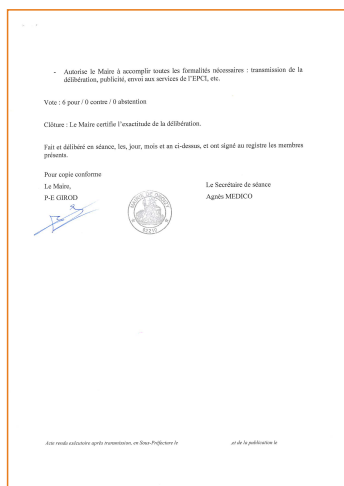 - Autorise le Maire à accomplir toutes les formalités nécessaires : transmission de la
délibération, publicité, envoi aux services de l'EPCI, etc.
Vote : 6 pour / 0 contre / 0 abstention
Clôture : Le Maire certifie l'exactitude de la délibération.
Fait et délibéré en séance, les, jour, mois et an ci-dessus, et ont signé au registre les membres
présents.
Pour copie conforme
Le Maire,
P-E GIROD
Le Secrétaire de séance
Agnès MEDICO
Acte rendu exécutoire après transmission, en Sous-Préfecture le et de la publication le